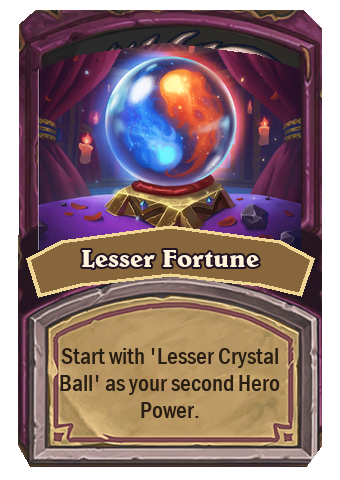 Lesser Fortune
Start with 'Lesser Crystal
Ball' as your second Hero
Power.